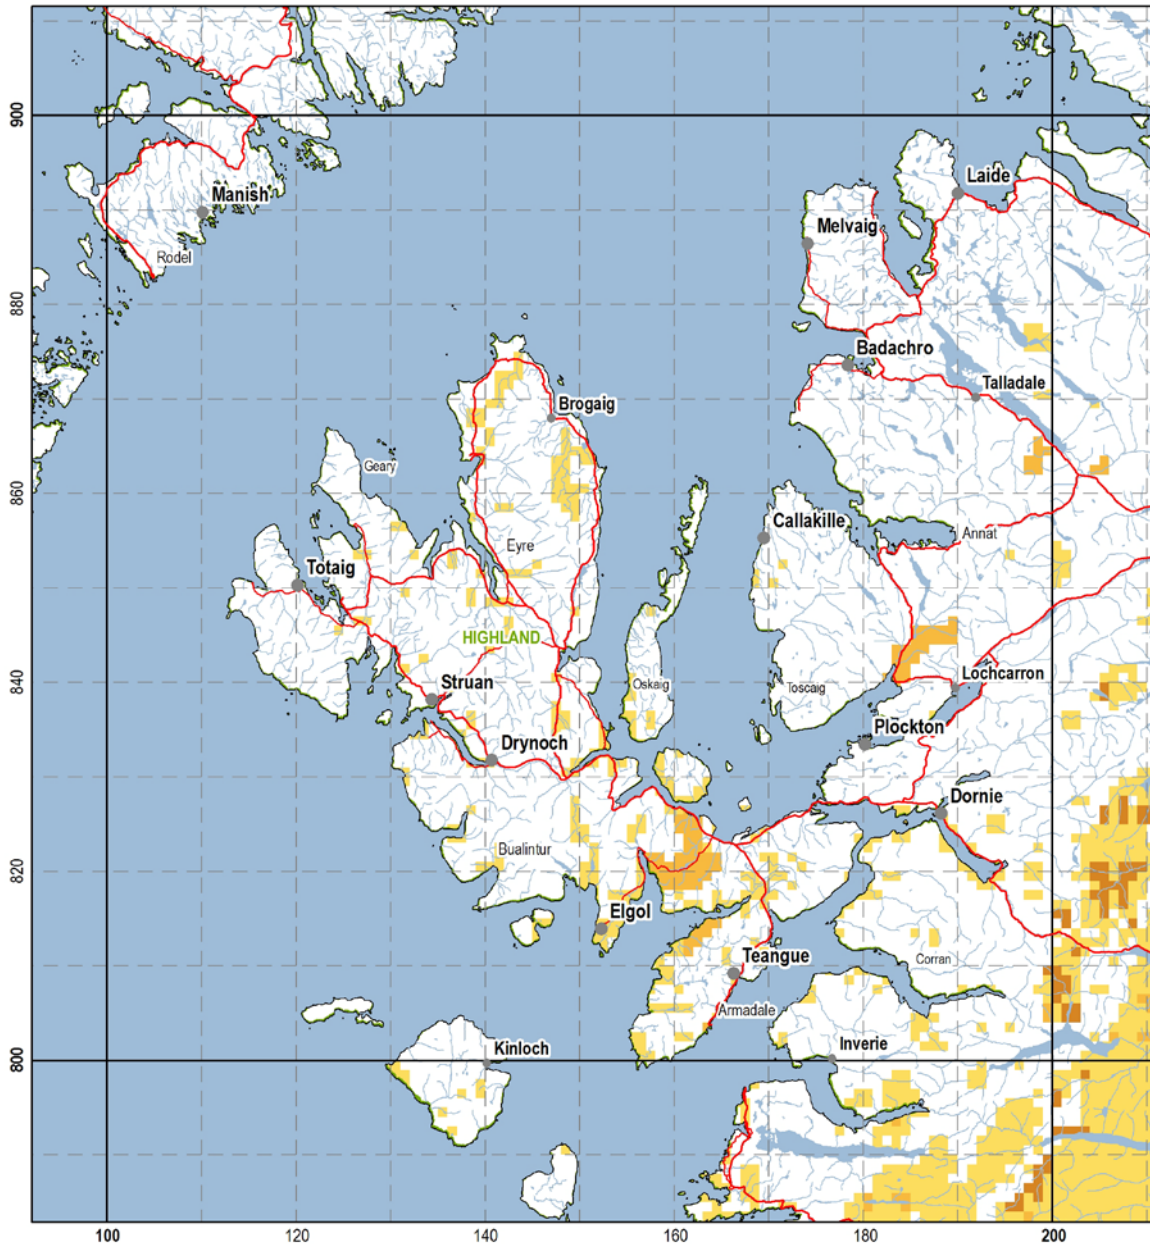 900
Manish
Rodel
Laide
Melvaig
880
Badachro
Talladale
Brogaig
Geary
860
Callakille
Annat
Eyre
Totaig
HIGHLAND
840
Struan
Oskaig
Toscaig
Lochcarron
Plockton
Drynoch
Dornie
Bualintur
820
Elgol
Teangue
Corran
Armadale
Kinloch
Inverie
800
100
120
140
160
180
200